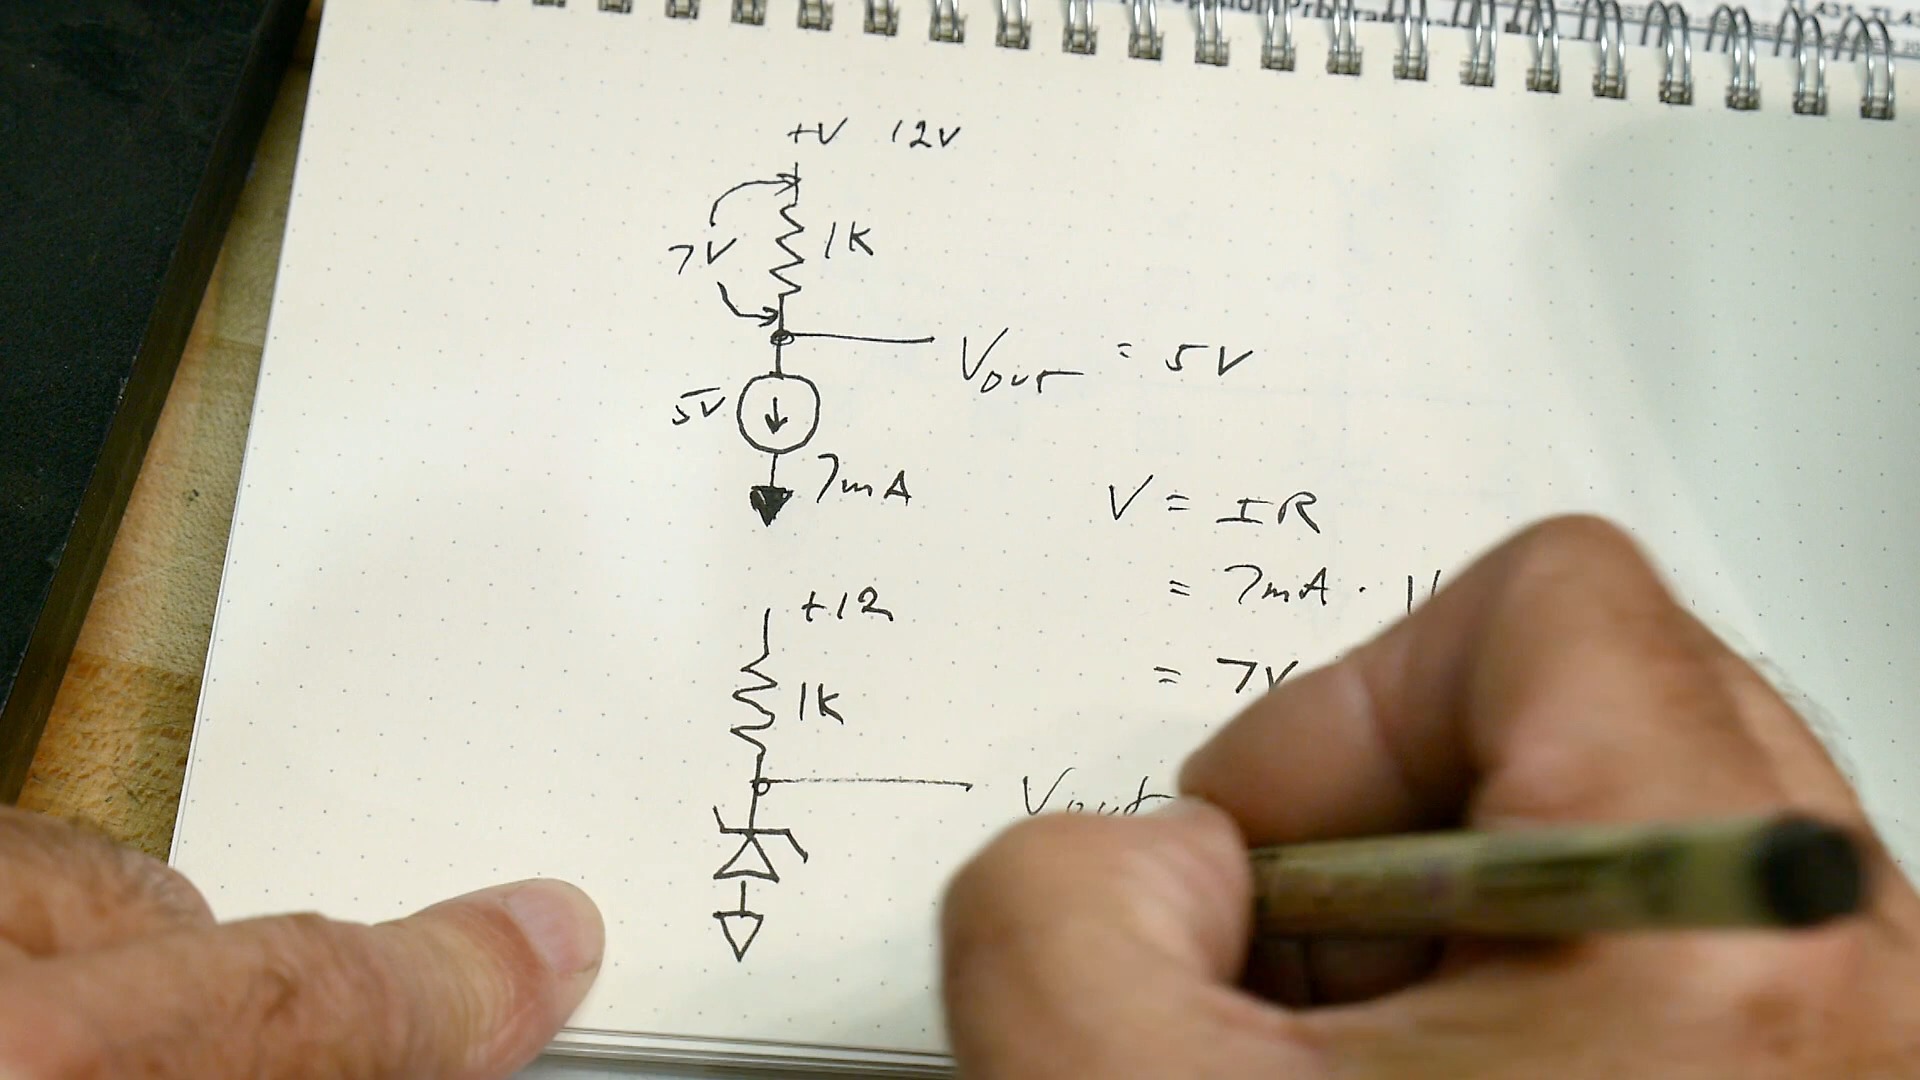 +V 12V
7V 1K
Vout = 5V
5V
7mA
V = IR
= 7mA ·
= 7V
+12
1K
Vout